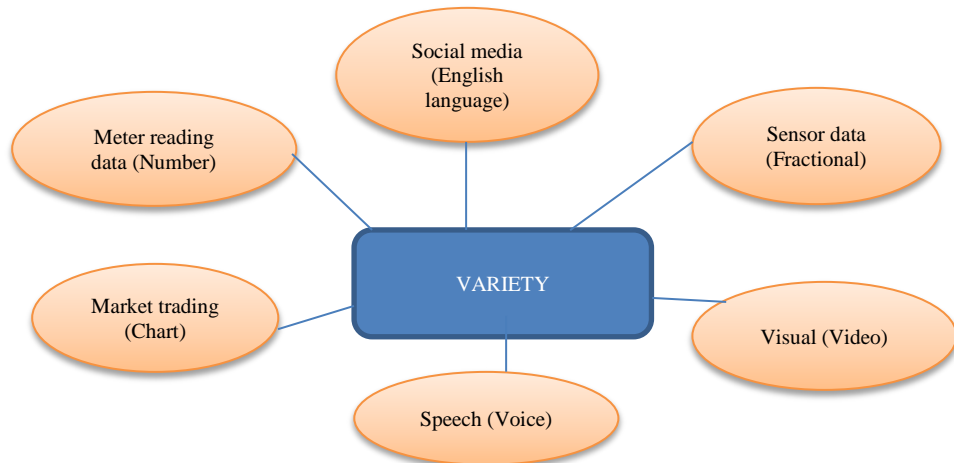 Social media
(English
language)
Meter reading
data (Number)
Sensor data
(Fractional)
VARIETY
Market trading
(Chart)
Visual (Video)
Speech (Voice)